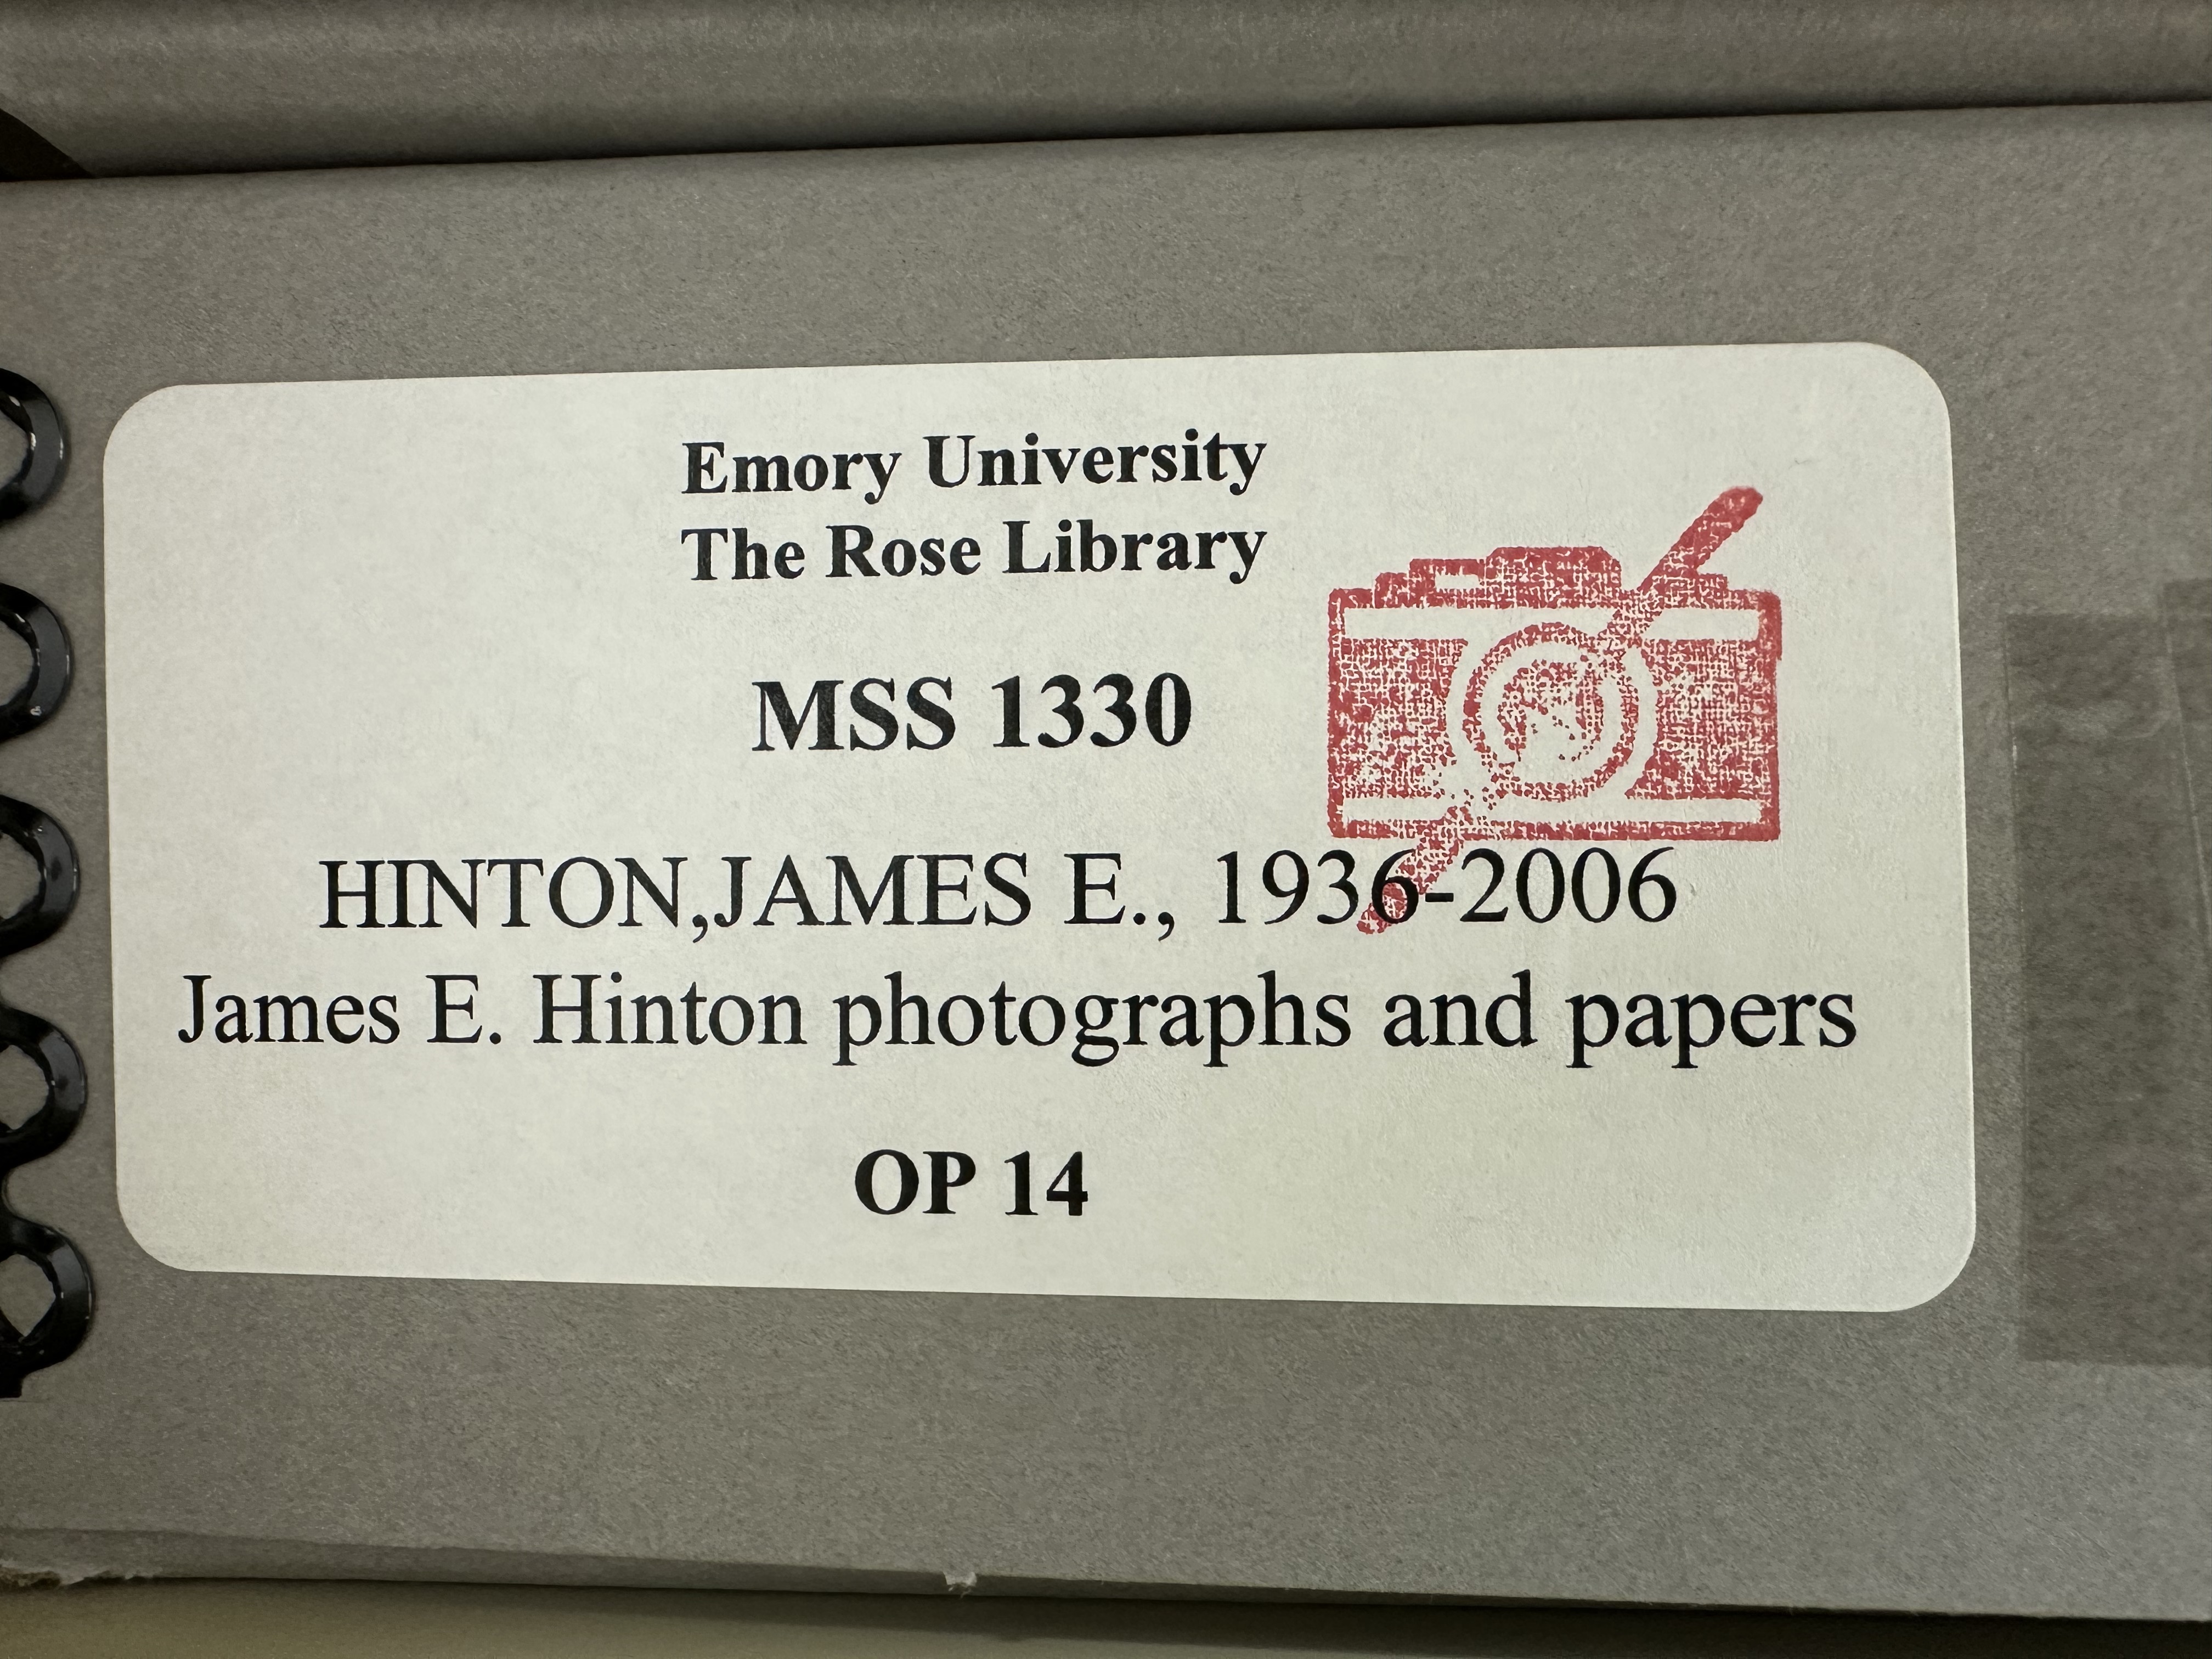 Emory University
The Rose Library
MSS 1330
HINTON,JAMES E., 1936-2006
James E. Hinton photographs and papers
OP 14